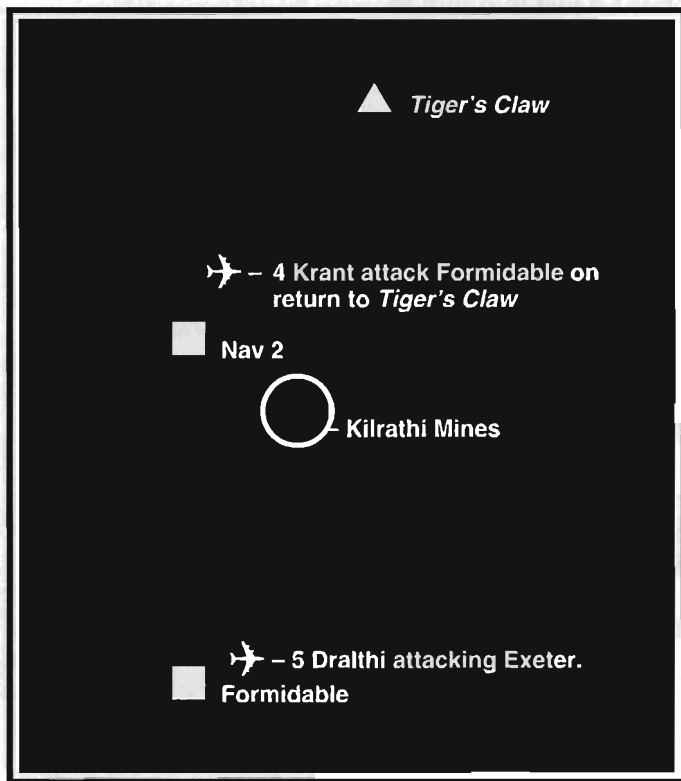 Tiger's Claw
– 4 Krant attack Formidable on
return to Tiger's Claw
Nav 2
– Kilrathi Mines
– 5 Dralthi attacking Exeter.
Formidable